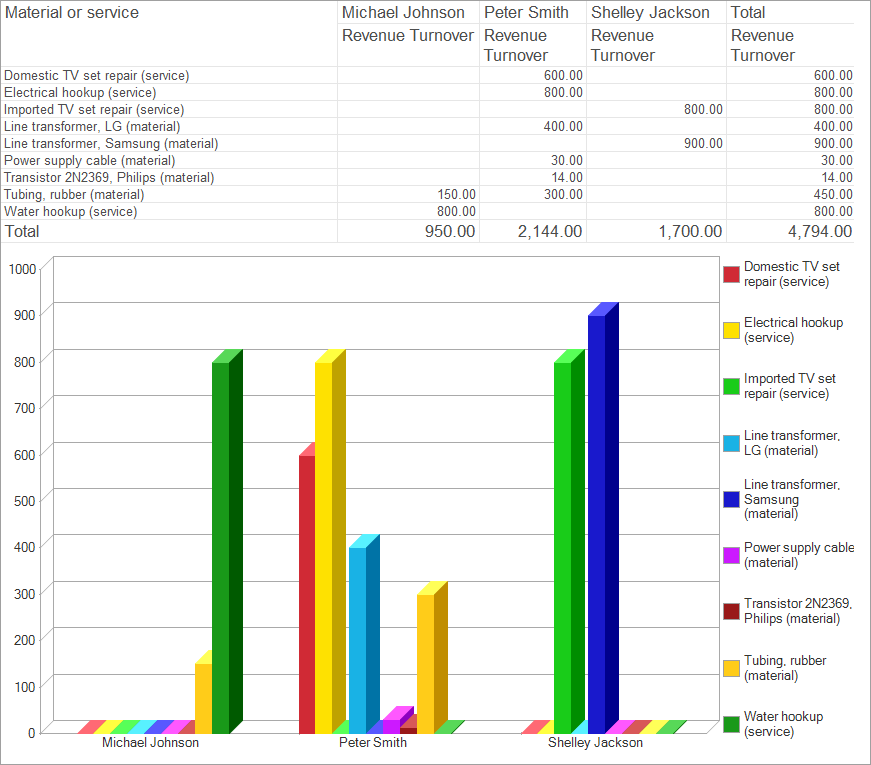 Material or service Michael Johnson Peter Smith Shelley Jackson Total
Revenue Turnover Revenue Turnover Revenue Turnover Revenue Turnover
Domestic TV set repair (service) 600.00 600.00
Electrical hookup (service) 800.00 800.00
Imported TV set repair (service) 800.00 800.00
Line transformer, LG (material) 400.00 400.00
Line transformer, Samsung (material) 900.00 900.00
Power supply cable (material) 30.00 30.00
Transistor 2N2369, Philips (material) 14.00 14.00
Tubing, rubber (material) 150.00 300.00 450.00
Water hookup (service) 800.00 800.00
Total 950.00 2,144.00 1,700.00 4,794.00
1000
900
800
700
600
500
400
300
200
100
0
Michael Johnson Peter Smith Shelley Jackson
Domestic TV set
repair (service)
Electrical hookup
(service)
Imported TV set
repair (service)
Line transformer,
LG (material)
Line transformer,
Samsung
(material)
Power supply cable
(material)
Transistor 2N2369,
Philips (material)
Tubing, rubber
(material)
Water hookup
(service)